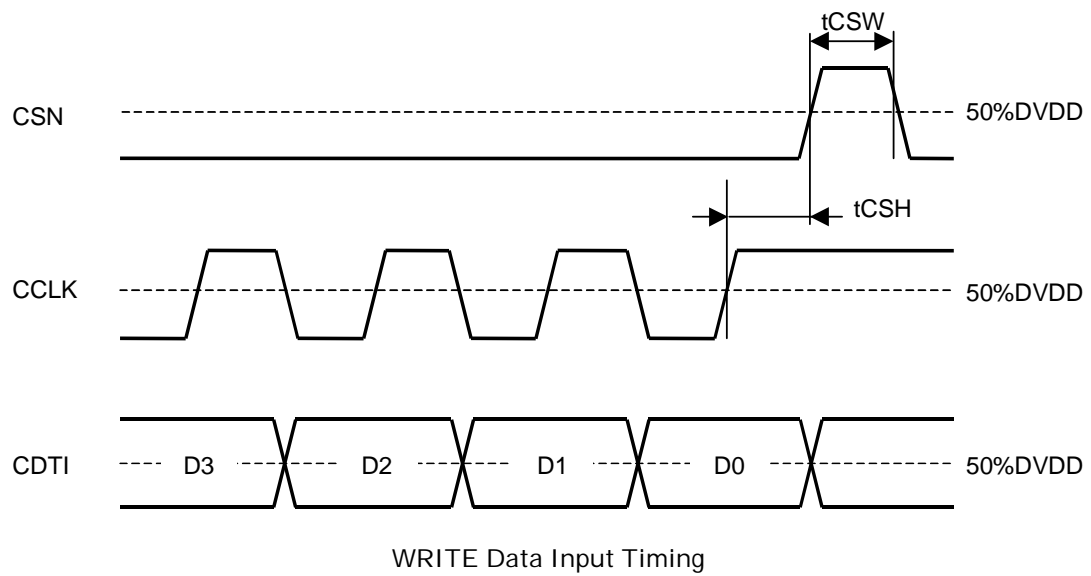 tCSW
CSN
50%DVDD
tCSH
CCLK
50%DVDD
CDTI
D3
D2
D1
D0
50%DVDD
WRITE Data Input Timing